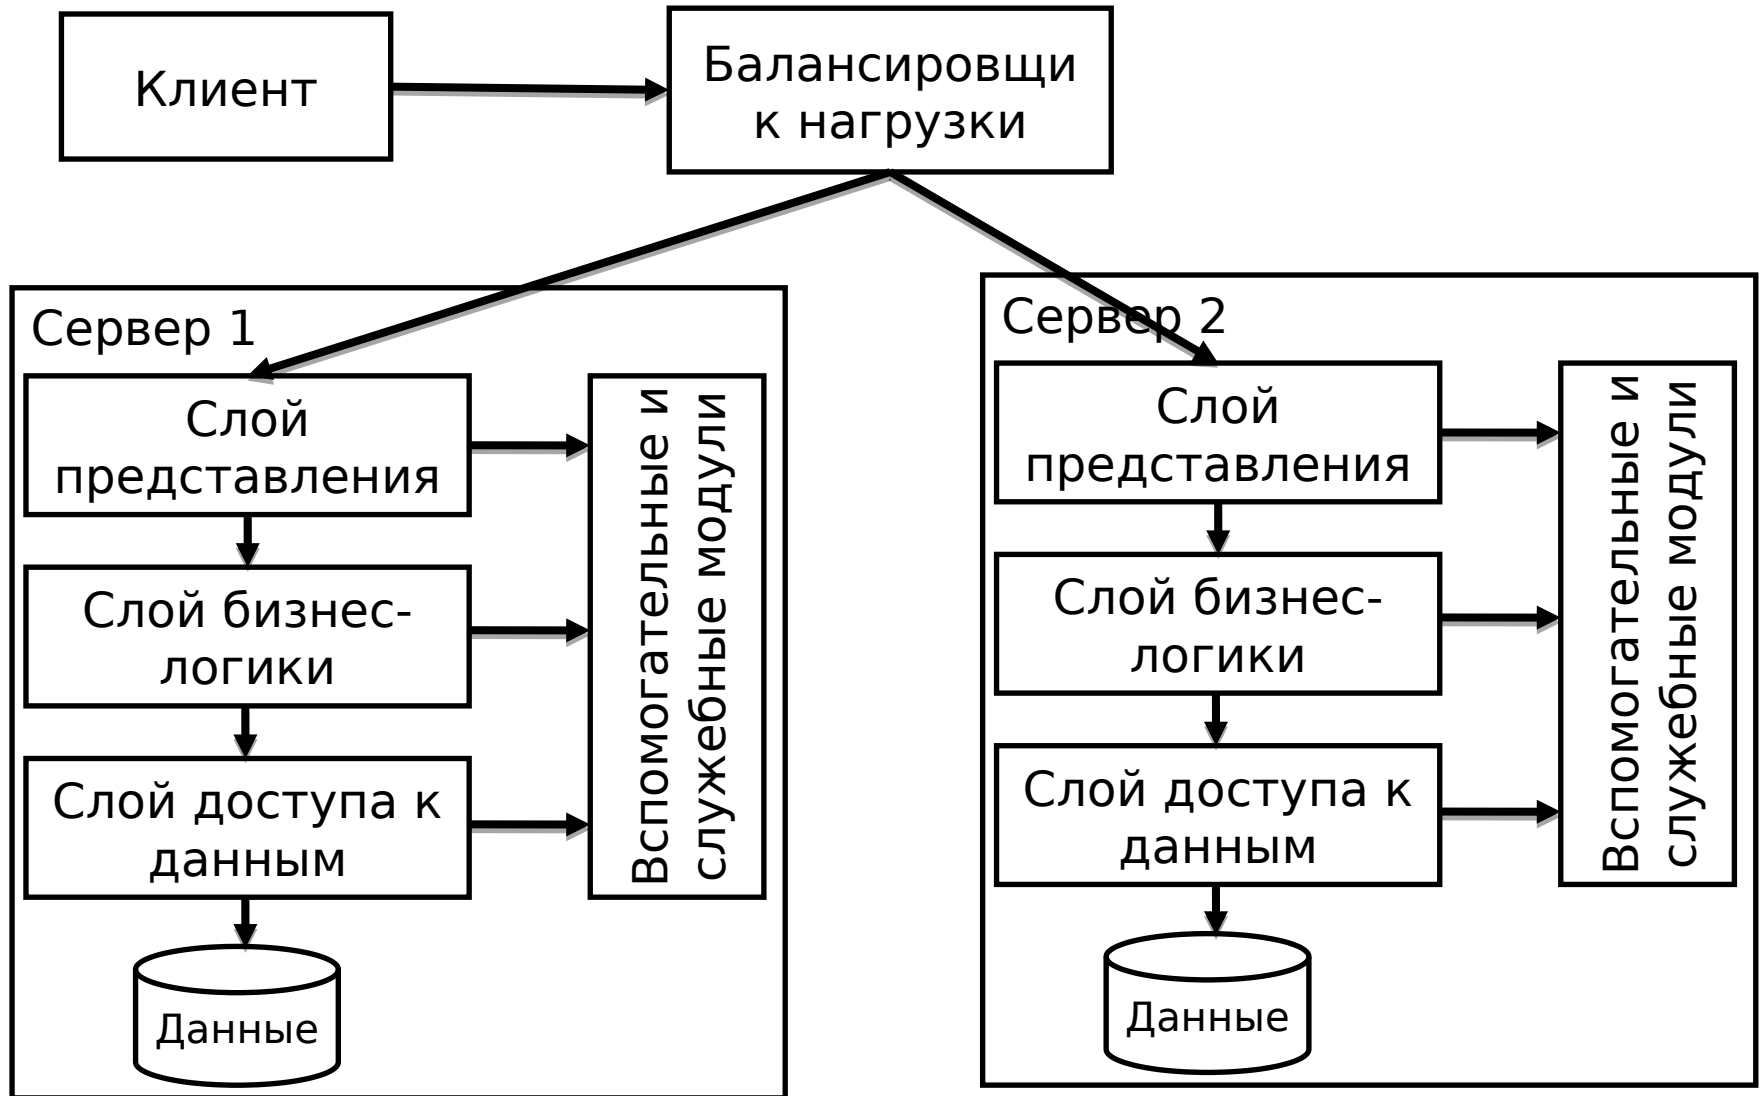 Клиент
Балансировщи
к нагрузки
Сервер 1
Слой
представления
Слой бизнес-
логики
Слой доступа к
данным
Данные
Вспомогательные и
служебные модули
Сервер 2
Слой
представления
Слой бизнес-
логики
Слой доступа к
данным
Данные
Вспомогательные и
служебные модули